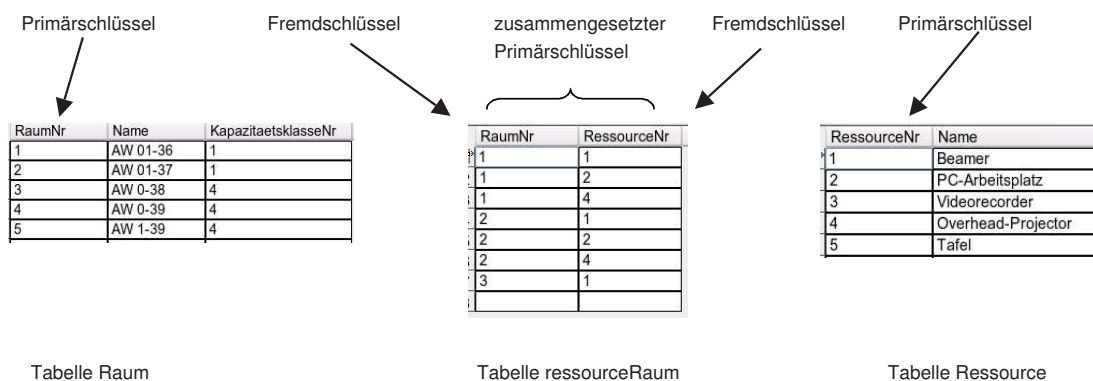 Primärschlüssel Fremdschlüssel zusammengesetzter Fremdschlüssel Primärschlüssel
Primärschlüssel
RaumNr Name KapazitaetsklasseNr
1 AW 01-36 1
2 AW 01-37 1
3 AW 0-38 4
4 AW 0-39 4
5 AW 1-39 4
RaumNr RessourceNr
1 1
1 2
1 4
2 1
2 2
2 4
3 1
RessourceNr Name
1 Beamer
2 PC-Arbeitsplatz
3 Videorecorder
4 Overhead-Projector
5 Tafel
Tabelle Raum Tabelle ressourceRaum Tabelle Ressource